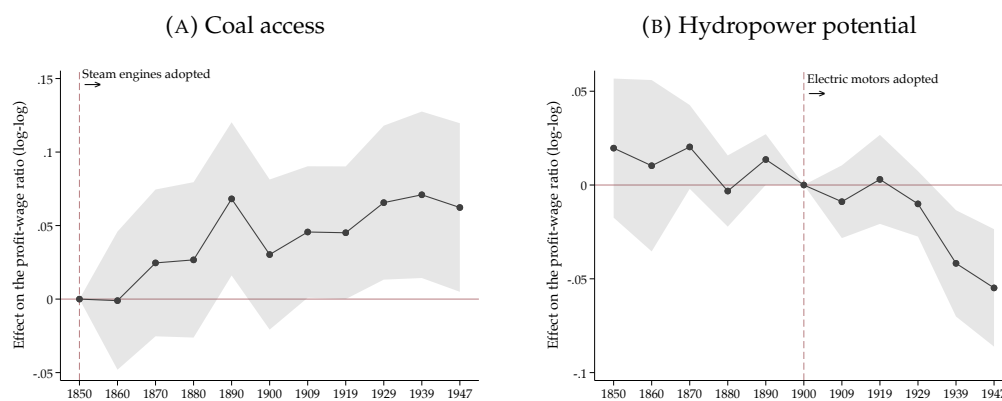 (A) Coal access
(B) Hydropower potential
Effect on the profit-wage ratio (log-log)
.15
.1
.05
0
-.05
Steam engines adopted
1850 1860 1870 1880 1890 1900 1909 1919 1929 1939 1947
Effect on the profit-wage ratio (log-log)
.05
0
-.05
-.1
Electric motors adopted
1850 1860 1870 1880 1890 1900 1909 1919 1929 1939